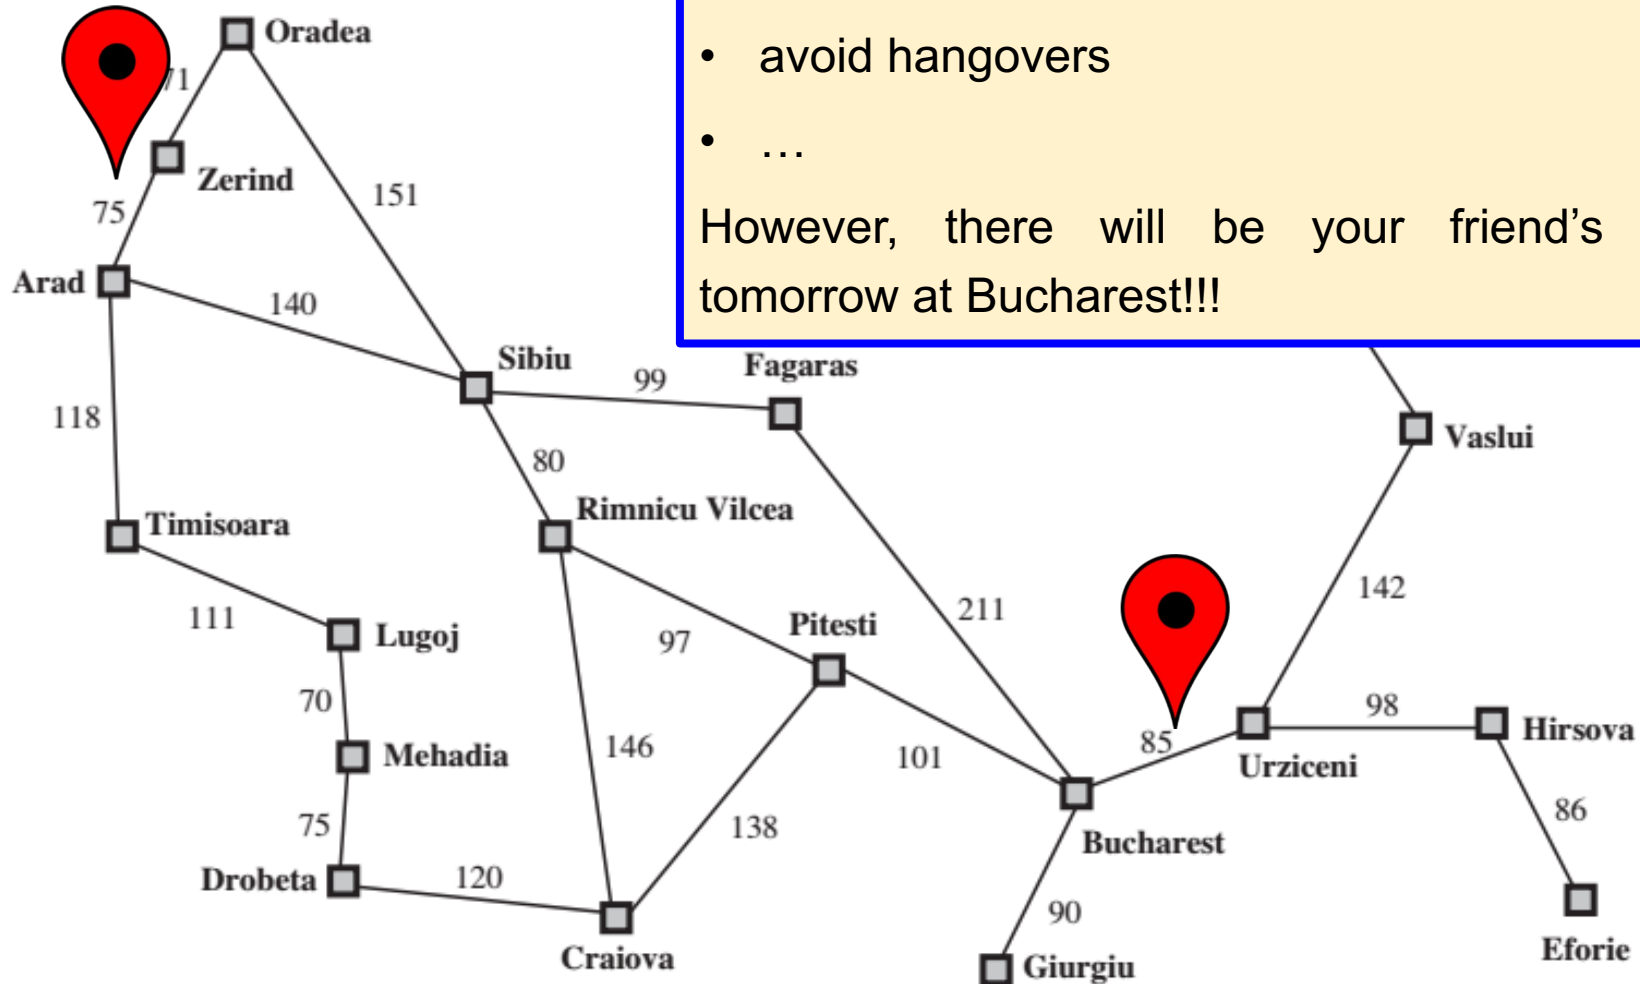 Oradea
• avoid hangovers
71
• …
Zerind
151
75
However, there will be your friend’s
Arad
140
tomorrow at Bucharest!!!
Sibiu
99
Fagaras
118
Vaslui
80
Rimnicu Vilcea
Timisoara
142
111
Lugoj
97
Pitesti
211
70
98
Hirsova
Mehadia
146
101
85
Urziceni
75
138
86
Bucharest
Drobeta
120
90
Craiova
Giurgiu
Eforie